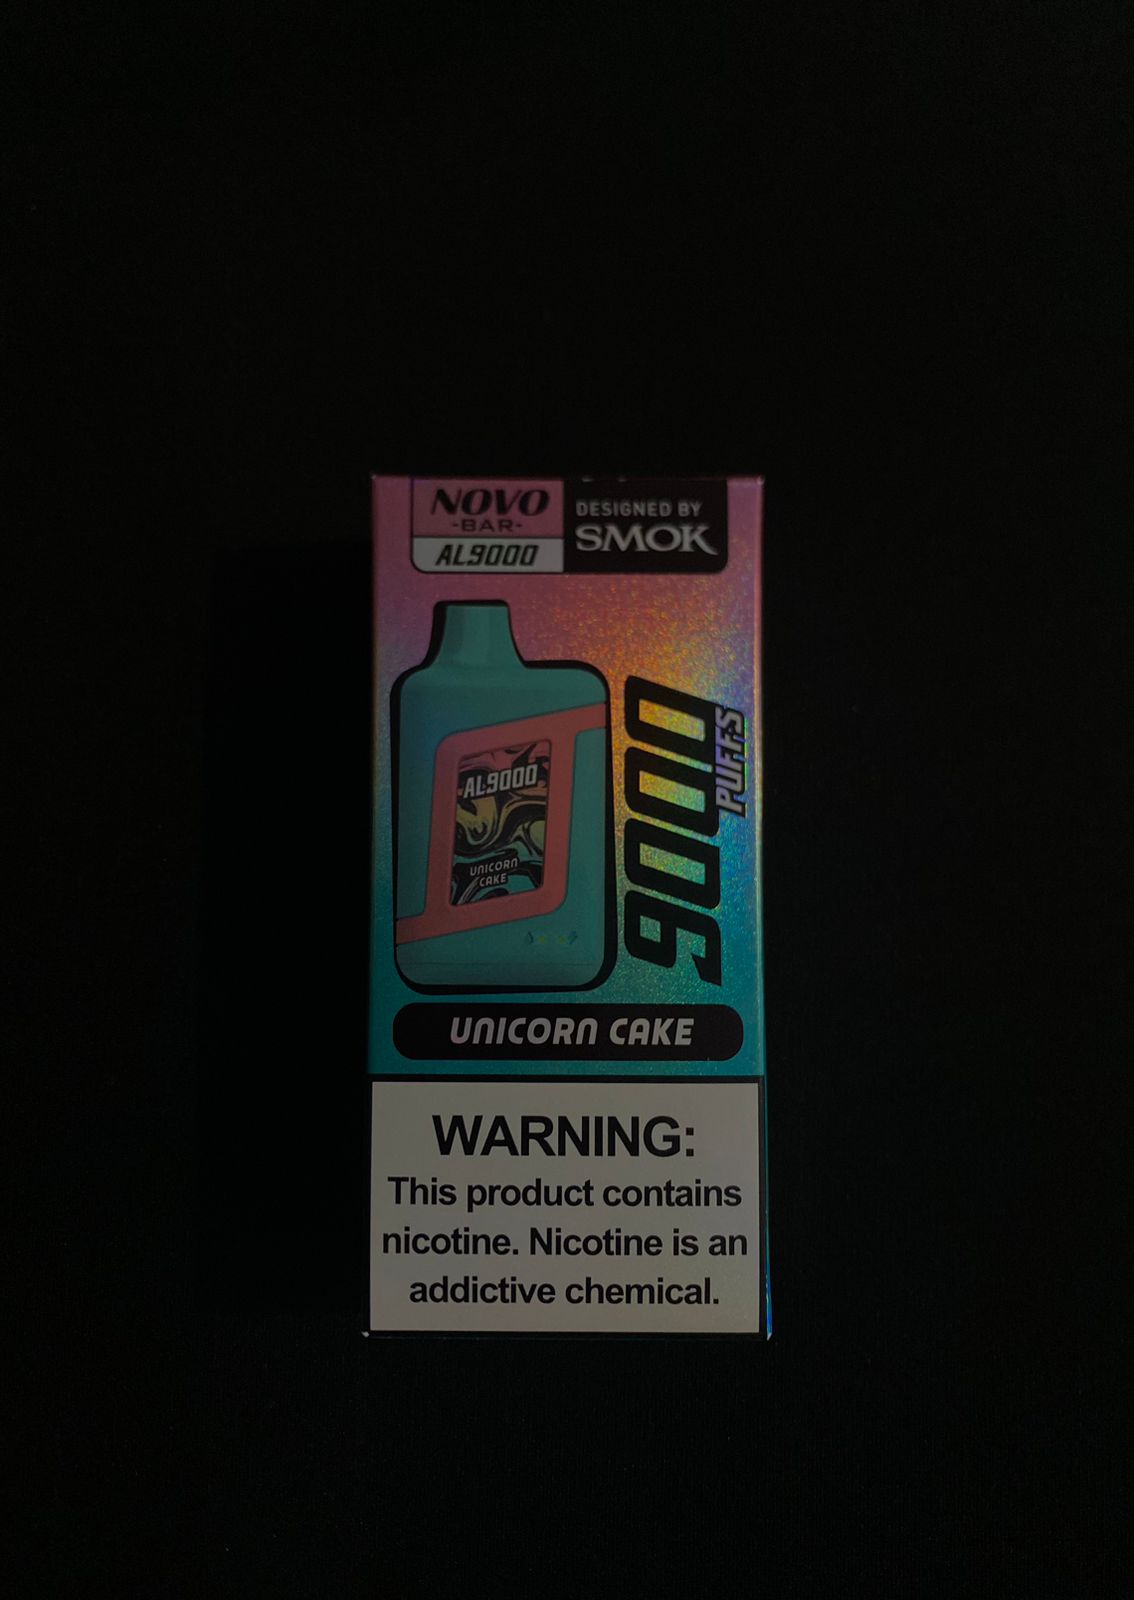 NOVO
-BAR-
AL9000
DESIGNED BY
SMOK
AL9000
UNICORN
CAKE
9000
PUFFS
UNICORN CAKE
WARNING:
This product contains
nicotine. Nicotine is an
addictive chemical.